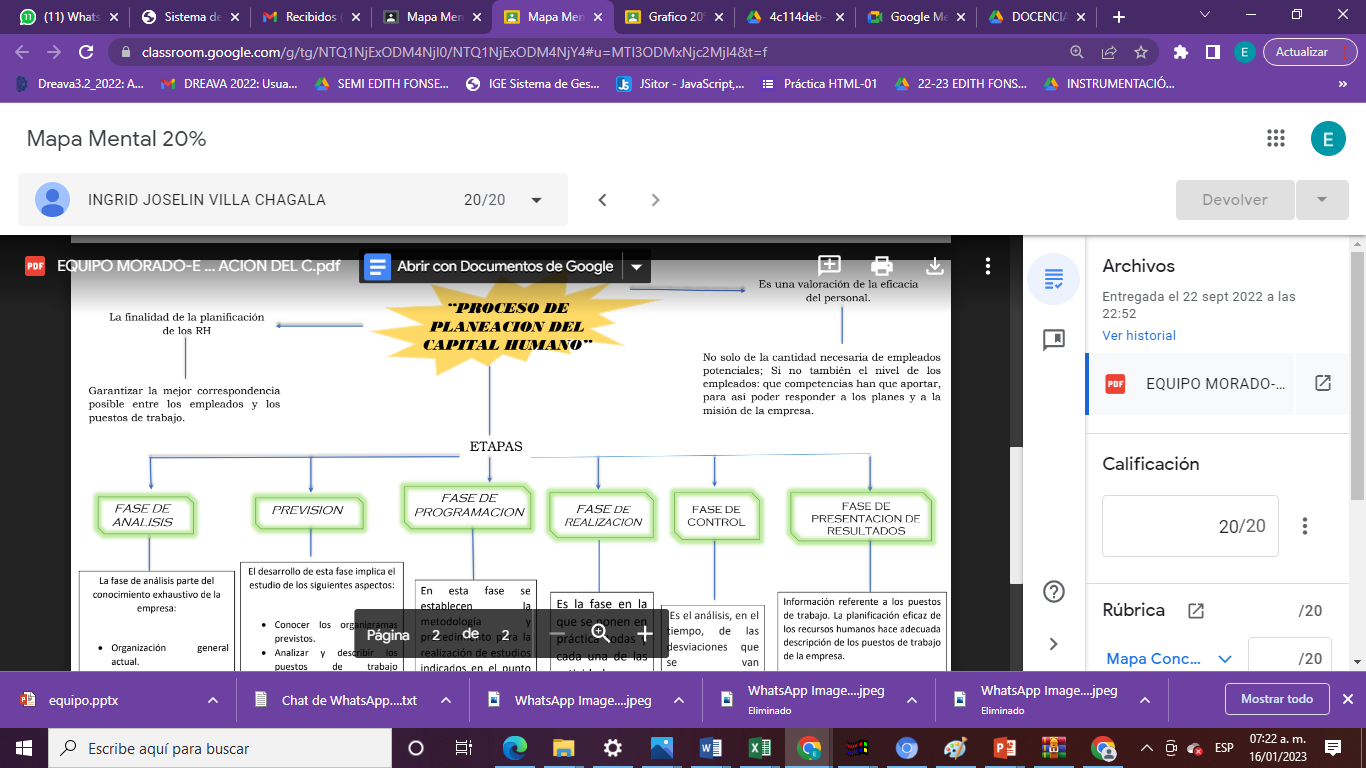 (11) Whats
Sistema de
Recibidos (
Mapa Men
Mapa Men
Grafico 20
4c114deb-
Google Me
DOCENCIA
classroom.google.com/g/tg/NTQ1NjExODM4NjI0/NTQ1NjExODM4NjY4#u=MTI3ODMxNjc2MjI4&t=f
E
Actualizar
Dreava3.2_2022: A...
DREAVA 2022: Usua...
SEMI EDITH FONSE...
IGE Sistema de Ges...
JSitor - JavaScript,...
Práctica HTML-01
22-23 EDITH FONS...
INSTRUMENTACIÓ...
»
Mapa Mental 20%
E
INGRID JOSELIN VILLA CHAGALA
20/20
Devolver
PDF
EQUIPO MORADO-E ... ACION DEL C.pdf
Abrir con Documentos de Google
"PROCESO DE
PLANEACION DEL
CAPITAL HUMANO"
Es una valoración de la eficacia
del personal.
La finalidad de la planificación
de los RH
Garantizar la mejor correspondencia
posible entre los empleados y los
puestos de trabajo.
No solo de la cantidad necesaria de empleados
potenciales; Si no también el nivel de los
empleados: que competencias han que aportar,
para así poder responder a los planes y a la
misión de la empresa.
ETAPAS
FASE DE
ANALISIS
PREVISION
FASE DE
PROGRAMACION
FASE DE
REALIZACION
FASE DE
CONTROL
FASE DE
PRESENTACION DE
RESULTADOS
La fase de análisis parte del
conocimiento exhaustivo de la
empresa:
• Organización general
actual.
El desarrollo de esta fase implica el
estudio de los siguientes aspectos:
• Conocer los organigramas
previstos.
• Analizar y describir los
puestos de trabajo
En esta fase se
establecen la
metodología y
procedimiento para la
realización de estudios
indicados en el punto
Es la fase en la
que se ponen en
práctica todas y
cada una de las
Es el análisis, en el
tiempo, de las
desviaciones que
se van
Información referente a los puestos
de trabajo. La planificación eficaz de
los recursos humanos hace adecuada
descripción de los puestos de trabajo
de la empresa.
Página 2 de 2
Archivos
Entregada el 22 sept 2022 a las
22:52
Ver historial
PDF
EQUIPO MORADO-...
Calificación
20/20
Rúbrica
/20
Mapa Conc...
/20
equipo.pptx
Chat de WhatsApp....txt
WhatsApp Image....jpeg
WhatsApp Image....jpeg
Eliminado
WhatsApp Image....jpeg
Eliminado
Mostrar todo
Escribe aquí para buscar
ESP
07:22 a. m.
16/01/2023